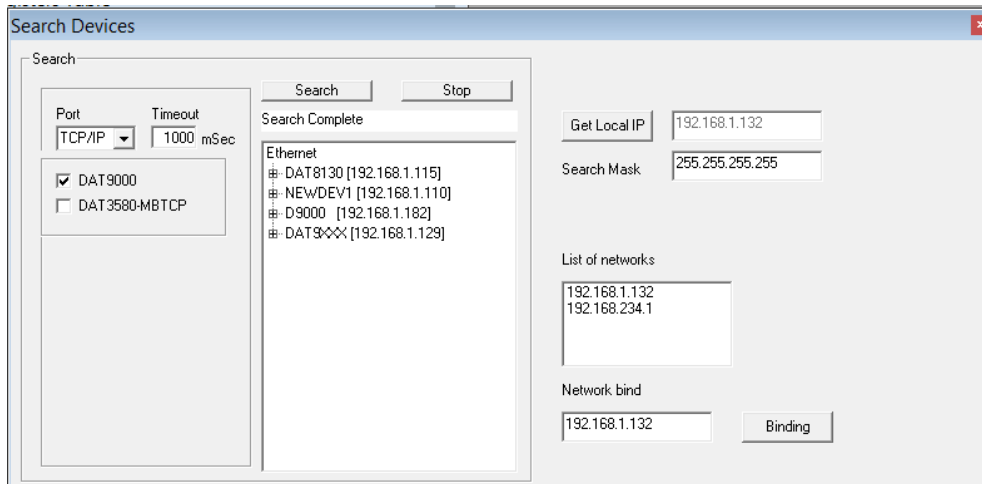 Search Devices
Search
Port
Timeout
TCP/IP
1000 mSec
DAT9000
DAT3580-MBTCP
Search
Stop
Search Complete
Ethernet
DAT8130 [192.168.1.115]
NEWDEV1 [192.168.1.110]
D9000 [192.168.1.182]
DAT9XXX [192.168.1.129]
Get Local IP
192.168.1.132
Search Mask
255.255.255.255
List of networks
192.168.1.132
192.168.234.1
Network bind
192.168.1.132
Binding